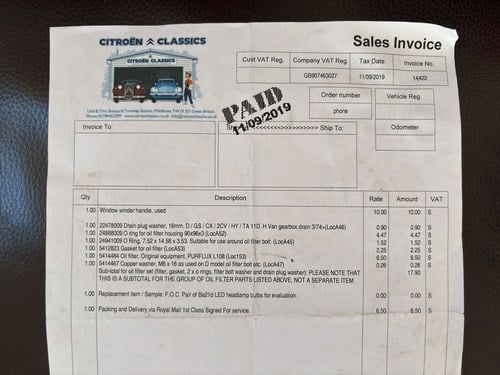 CITROËN CLASSICS
CITROËN CLASSICS
Phone
Sales Invoice
Cust VAT Reg. Company VAT Reg Tax Date Invoice No.
GB907463027 11/09/2019 14422
Order number Vehicle Reg.
phone
Odometer
PAID
11/09/2019
Invoice To: Ship To:
Qty Description Rate Amount VAT
1.00 Window winder handle, used 10.00 10.00 S
1.00 22478009 Drain plug washer, 16mm, D / GS / CX / 2CV / HY / TA 11D, H Van gearbox drain 3/74>(LocA46) 0.90 0.90 S
1.00 24888009 O ring for oil filter housing 90x96x3 (LocA52) 4.47 4.47 S
1.00 24941009 O Ring, 7.52 x 14.58 x 3.53. Suitable for use around oil filter bolt. (LocA45) 1.52 1.52 S
1.00 5412823 Gasket for oil filter (LocA53) 2.25 2.25 S
1.00 5414484 Oil filter, Original equipment, PURFLUX L108 (Loc153) 8.50 8.50 S
1.00 5414467 Copper washer, M8 x 16 as used on D model oil filter bolt etc. (LocA47) 0.26 0.26 S
Sub-total for oil filter set (filter, gasket, 2 x o rings, filter bolt washer and drain plug washer): PLEASE NOTE THAT 17.90
THIS IS A SUBTOTAL FOR THE GROUP OF OIL FILTER PARTS LISTED ABOVE, NOT A SEPARATE ITEM.
1.00 Replacement item / Sample: F.O.C. Pair of Ba21d LED headlamp bulbs for evaluation. 0.00 0.00 S
1.00 Packing and Delivery via Royal Mail 1st Class Signed For service. 6.50 6.50 S